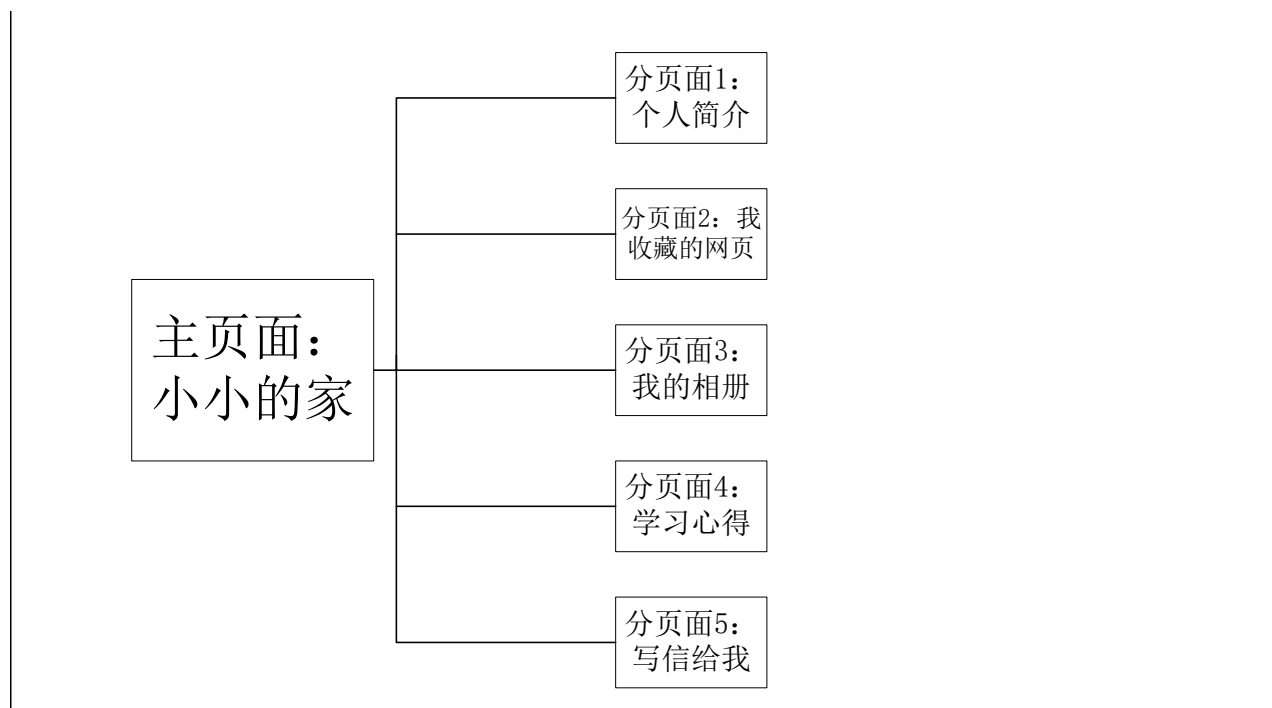 分页面1：
个人简介
分页面2：我
收藏的网页
主页面：
小小的家
分页面3：
我的相册
分页面4：
学习心得
分页面5：
写信给我